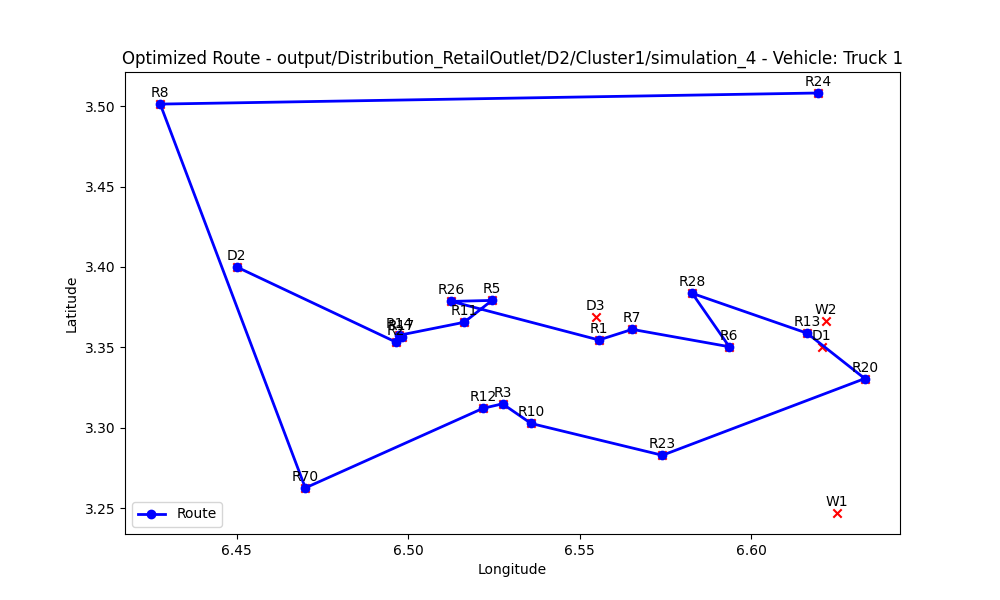 Optimized Route - output/Distribution_RetailOutlet/D2/Cluster1/simulation_4 - Vehicle: Truck 1
R8
R24
3.50
3.45
D2
3.40
R26
R5
R28
D3
W2
R11
R1
R7
R13
R6
D1
3.35
R20
R12
R3
R10
3.30
R23
R70
3.25
W1
Route
6.45
6.50
6.55
6.60
Longitude
Latitude